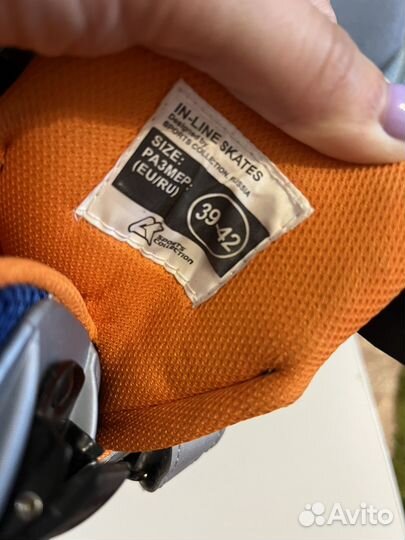 IN-LINE SKATES
Designed by
SPORTS COLLECTION, RUSSIA
SIZE:
РАЗМЕР:
(EU/RU)
39-42
SPORTS
COLLECTION
Avito